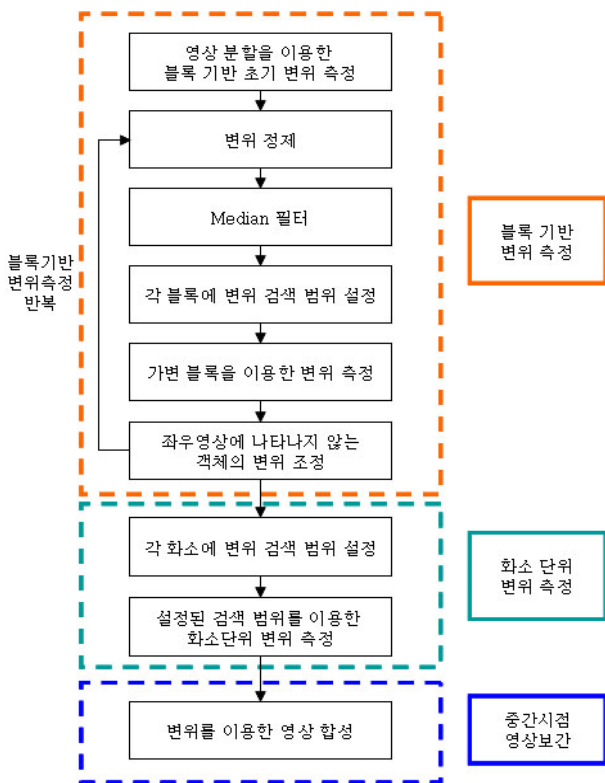 영상 분할을 이용한
블록 기반 초기 변위 측정
변위 정제
Median 필터
각 블록에 변위 검색 범위 설정
가변 블록을 이용한 변위 측정
좌우영상에 나타나지 않는
객체의 변위 조정
블록기반
변위측정
반복
블록 기반
변위 측정
각 화소에 변위 검색 범위 설정
설정된 검색 범위를 이용한
화소단위 변위 측정
화소 단위
변위 측정
변위를 이용한 영상 합성
중간시점
영상보간